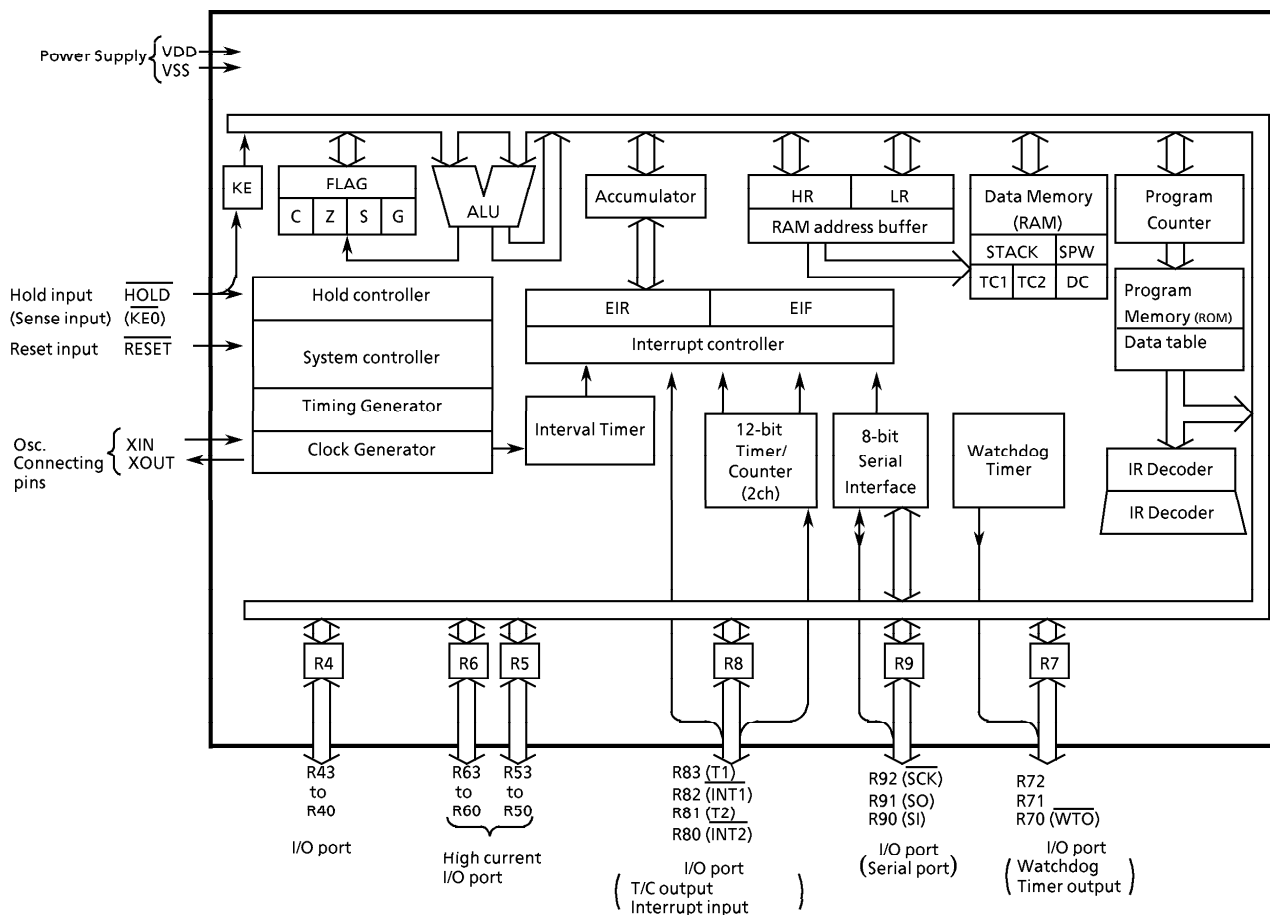 Power Supply
VDD
VSS
KE
FLAG
C Z S G
ALU
Accumulator
HR LR
RAM address buffer
Data Memory
(RAM)
STACK SPW
TC1 TC2 DC
Program
Counter
Program
Memory (ROM)
Data table
Hold input HOLD
(Sense input) (KE0)
Reset input RESET
Hold controller
System controller
Timing Generator
Clock Generator
Osc.
Connecting
pins
XIN
XOUT
EIR EIF
Interrupt controller
Interval Timer
12-bit
Timer/
Counter
(2ch)
8-bit
Serial
Interface
Watchdog
Timer
IR Decoder
IR Decoder
R4 R6 R5 R8 R9 R7
R43
to
R40
I/O port
R63
to
R60
R53
to
R50
High current
I/O port
R83 (T1)
R82 (INT1)
R81 (T2)
R80 (INT2)
I/O port
(T/C output
Interrupt input)
R92 (SCK)
R91 (SO)
R90 (SI)
I/O port
(Serial port)
R72
R71
R70 (WTO)
I/O port
(Watchdog
Timer output)